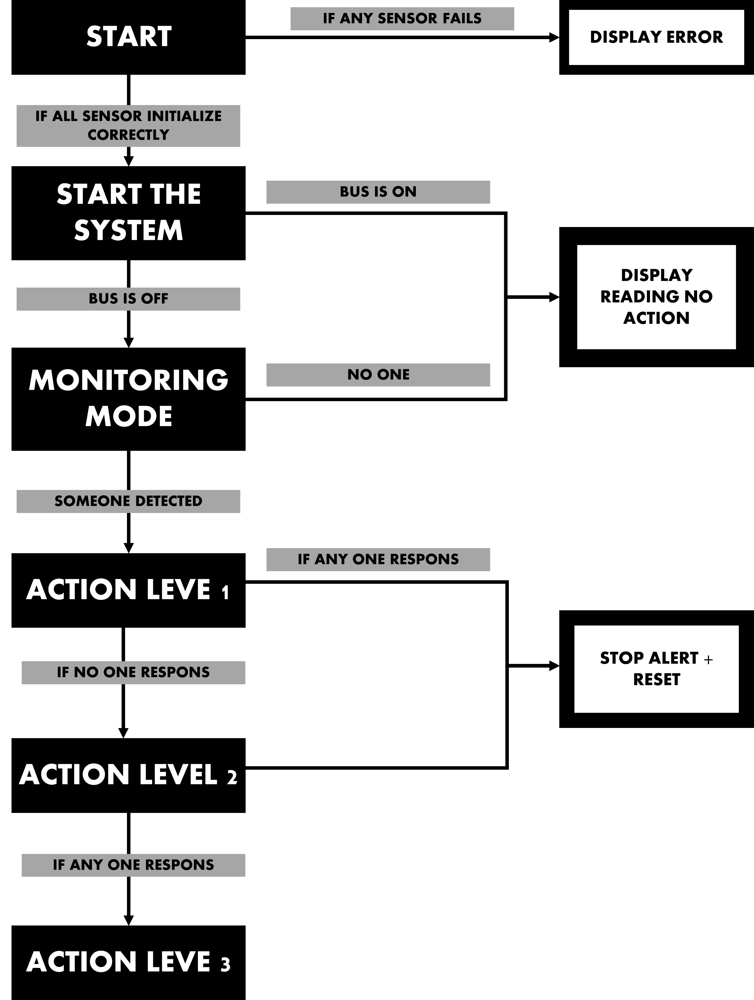 START
IF ANY SENSOR FAILS
DISPLAY ERROR
IF ALL SENSOR INITIALIZE
CORRECTLY
START THE
SYSTEM
BUS IS ON
DISPLAY
READING NO
ACTION
BUS IS OFF
MONITORING
MODE
NO ONE
SOMEONE DETECTED
ACTION LEVE 1
IF ANY ONE RESPONS
STOP ALERT +
RESET
IF NO ONE RESPONS
ACTION LEVEL 2
IF ANY ONE RESPONS
ACTION LEVE 3